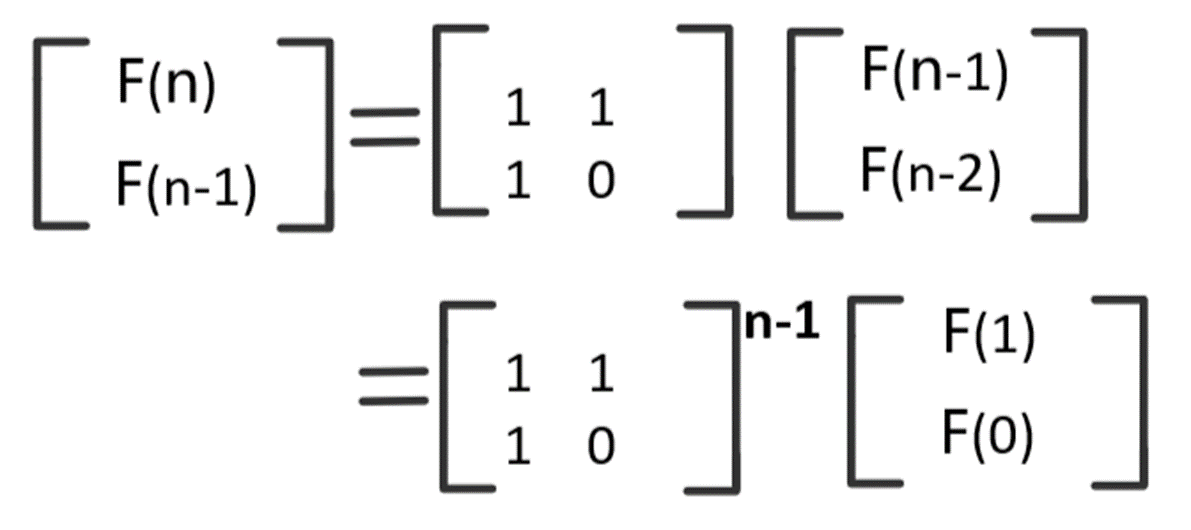 [ F(n) ] = [ 1 1 ] [ F(n-1) ]
[ F(n-1) ] [ 1 0 ] [ F(n-2) ]
= [ 1 1 ] n-1 [ F(1) ]
[ 1 0 ] [ F(0) ]